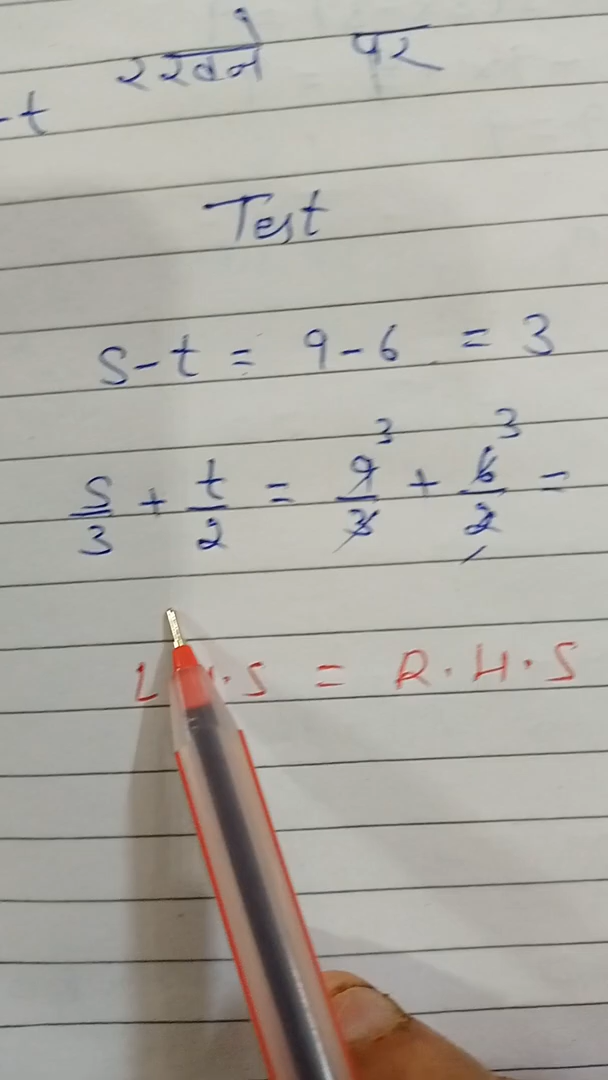 रखने पर
-t
Test
s-t = 9-6 = 3
s/3 + t/2 = 9/3 3 + 6/2 3 =
L.H.S = R.H.S